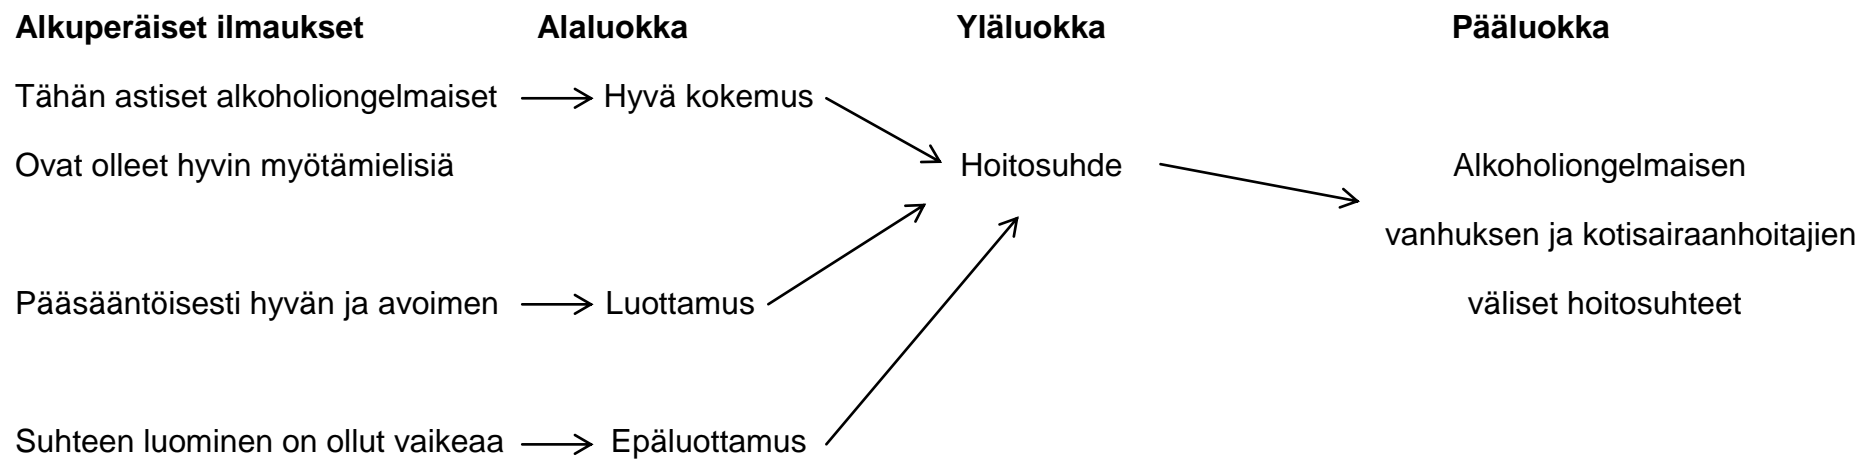 Alkuperäiset ilmaukset Alaluokka Yläluokka Pääluokka
Tähän astiset alkoholiongelmaiset Hyvä kokemus
Ovat olleet hyvin myötämielisiä Hoitosuhde Alkoholiongelmaisen
vanhuksen ja kotisairaanhoitajien
Pääsääntöisesti hyvän ja avoimen Luottamus väliset hoitosuhteet
Suhteen luominen on ollut vaikeaa Epäluottamus